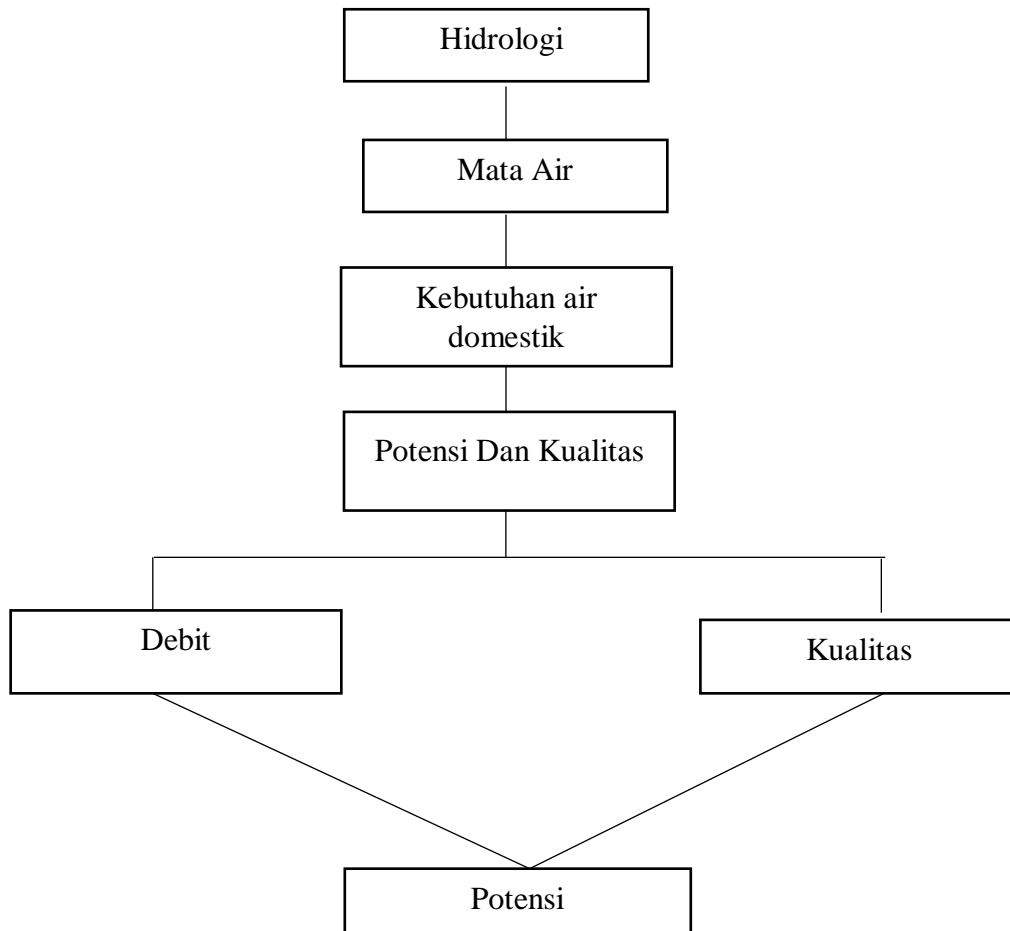 Hidrologi
Mata Air
Kebutuhan air
domestik
Potensi Dan Kualitas
Debit
Kualitas
Potensi